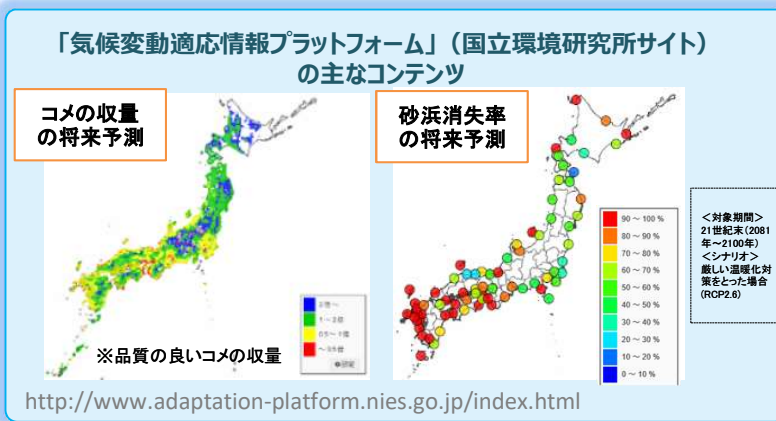 「気候変動適応情報プラットフォーム」（国立環境研究所サイト）
の主なコンテンツ
コメの収量
の将来予測
※品質の良いコメの収量
砂浜消失率
の将来予測
90 ～ 100 %
80 ～ 90 %
70 ～ 80 %
60 ～ 70 %
50 ～ 60 %
40 ～ 50 %
30 ～ 40 %
20 ～ 30 %
10 ～ 20 %
0 ～ 10 %
＜対象期間＞
21世紀末（2081
年～2100年）
＜シナリオ＞
厳しい温暖化対
策をとった場合
(RCP2.6)
http://www.adaptation-platform.nies.go.jp/index.html